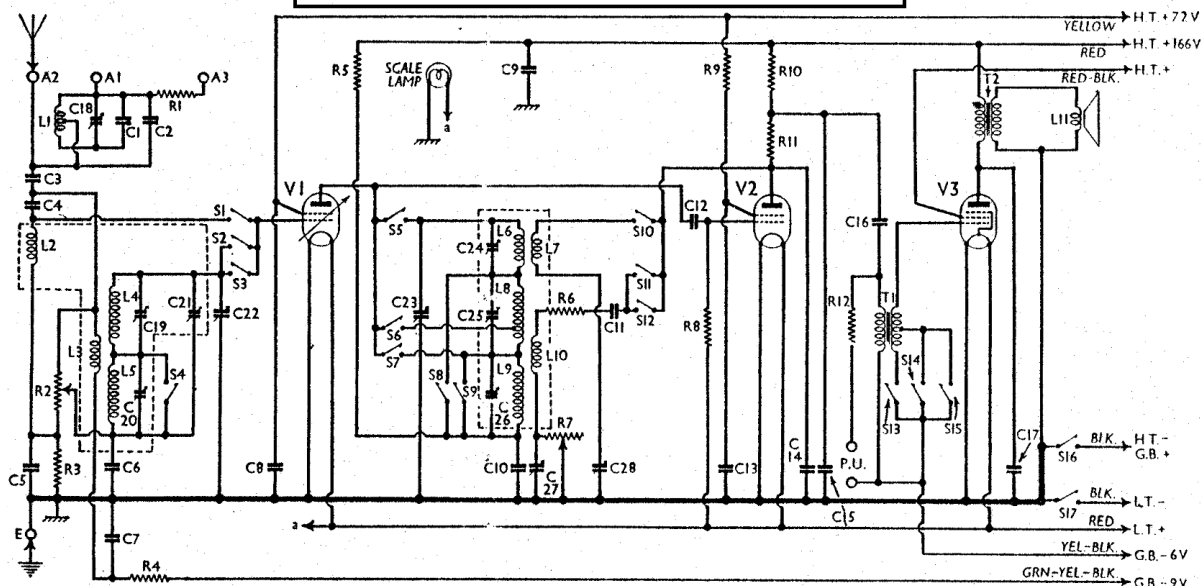 H.T.+72V
YELLOW
H.T.+166V
RED
H.T.+
RED-BLK.
A2 A1 A3
R1
L1 C18 C1 C2
C3
C4
L2
L4
C21
C19
L3
L5
S4
R2
C20
R3
C5
C6
E
C7
R4
S1
S2
S3
C22
C8
V1
R5
SCALE LAMP
a
C9
S5
S6
S7
C23
S8
S9
C24
L6
L7
L8
C25
L9
L10
C26
R6
C11
R7
C10
C27
C28
S10
S11
S12
C12
R8
R9
R10
R11
V2
C13
C14
C15
C16
R12
P.U.
T1
S14
S13
S15
V3
T2
L11
C17
S16
BLK.
H.T.-
G.B.+
S17
BLK.
L.T.-
a
RED
L.T.+
YEL-BLK.
G.B.-6V
GRN-YEL-BLK.
G.B.-9V